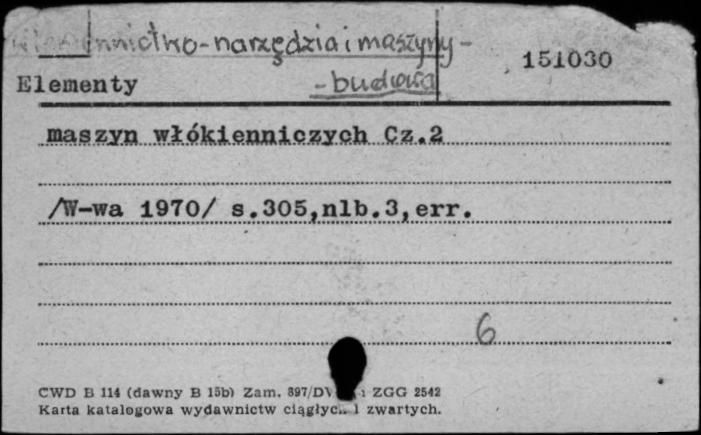 Włókiennictwo - narzędzia i maszyny -
- budowa
151030
Elementy
maszyn włókienniczych Cz.2
/W-wa 1970/ s.305,nlb.3,err.
6
CWD B 114 (dawny B 15b) Zam. 897/ ZGG 2542
Karta katalogowa wydawnictw ciągłych i zwartych.